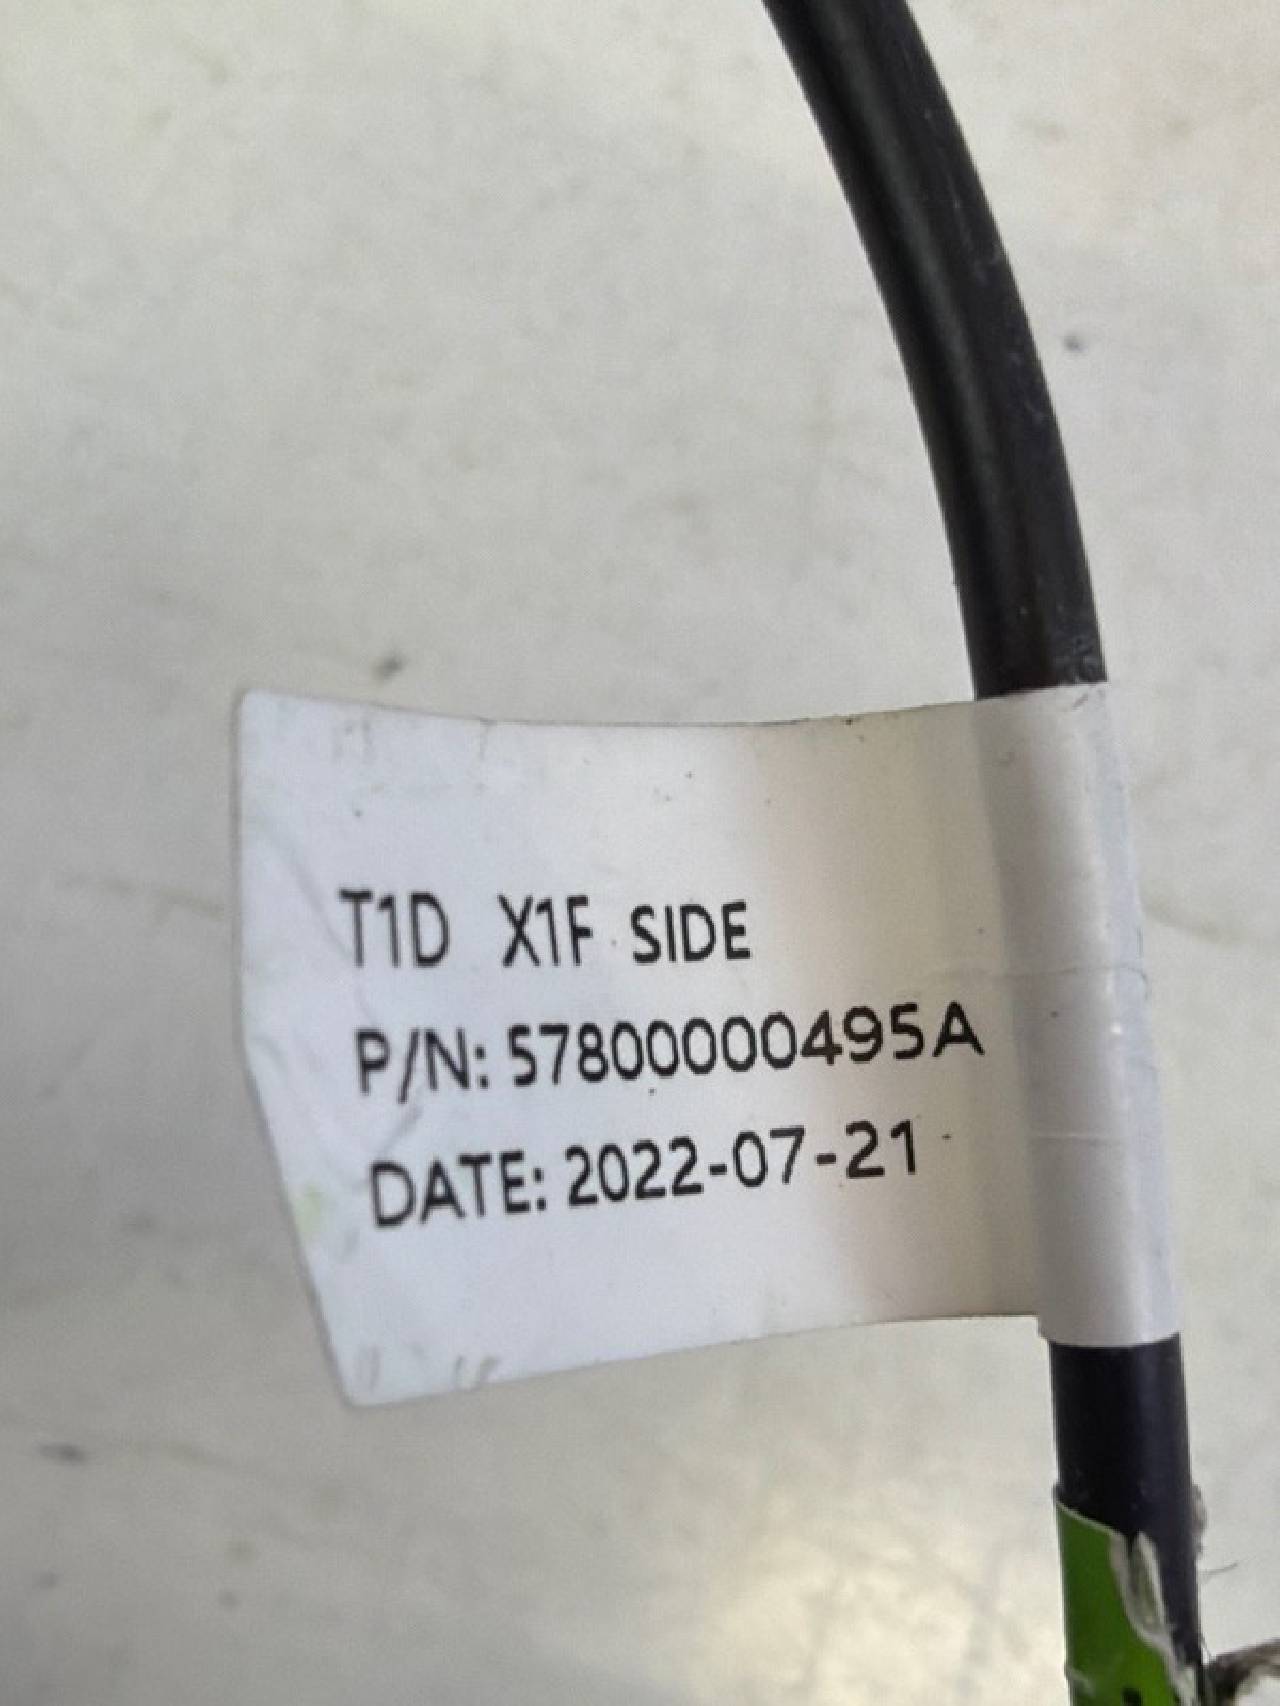 T1D X1F SIDE
P/N: 57800000495A
DATE: 2022-07-21